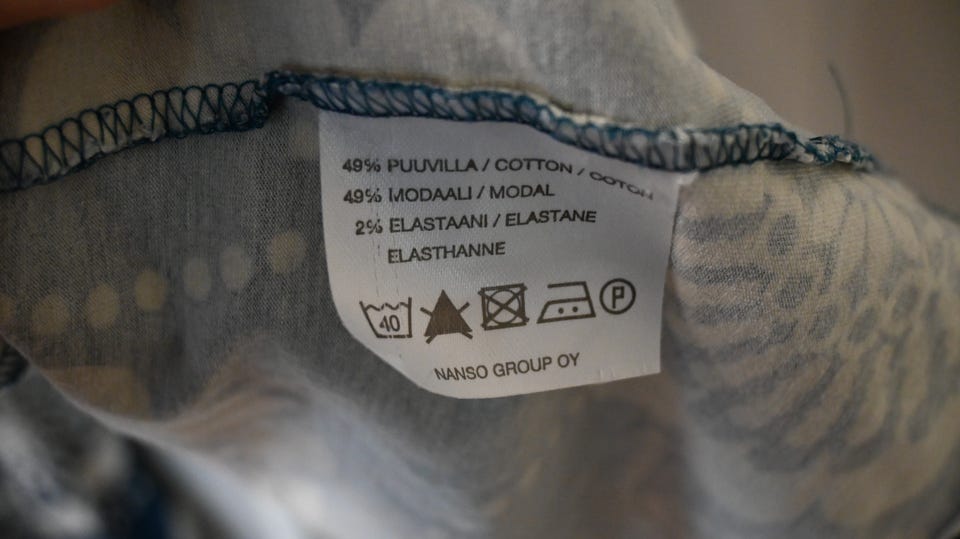 49% PUUVILLA / COTTON / COTON
49% MODAALI / MODAL
2% ELASTAANI / ELASTANE
ELASTHANNE
40 P
NANSO GROUP OY